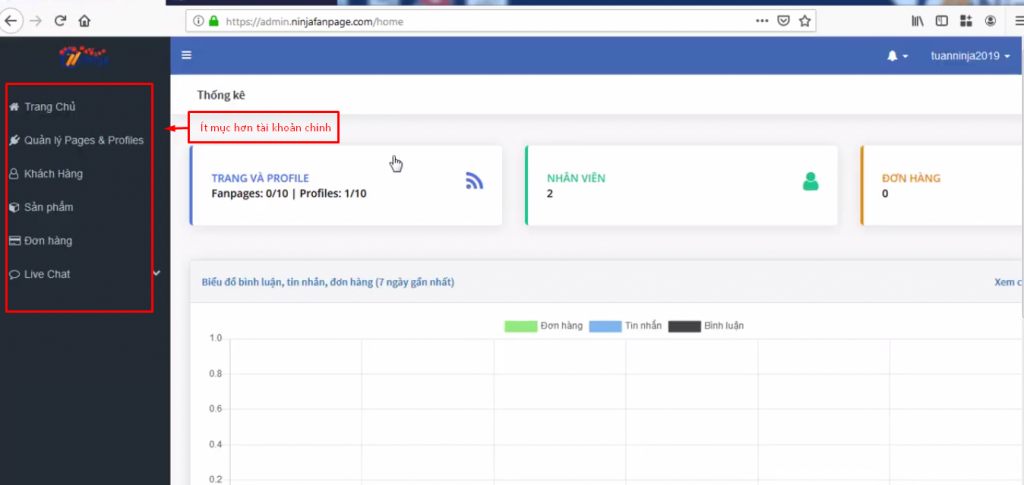 https://admin.ninjafanpage.com/home
tuanninja2019
Trang Chủ
Quản lý Pages & Profiles
Khách Hàng
Sản phẩm
Đơn hàng
Live Chat
Thống kê
Ít mục hơn tài khoản chính
TRANG VÀ PROFILE
Fanpages: 0/10 | Profiles: 1/10
NHÂN VIÊN
2
ĐƠN HÀNG
0
Biểu đồ bình luận, tin nhắn, đơn hàng (7 ngày gần nhất)
Xem c
Đơn hàng
Tin nhắn
Bình luận
1.0
0.8
0.6
0.4
0.2